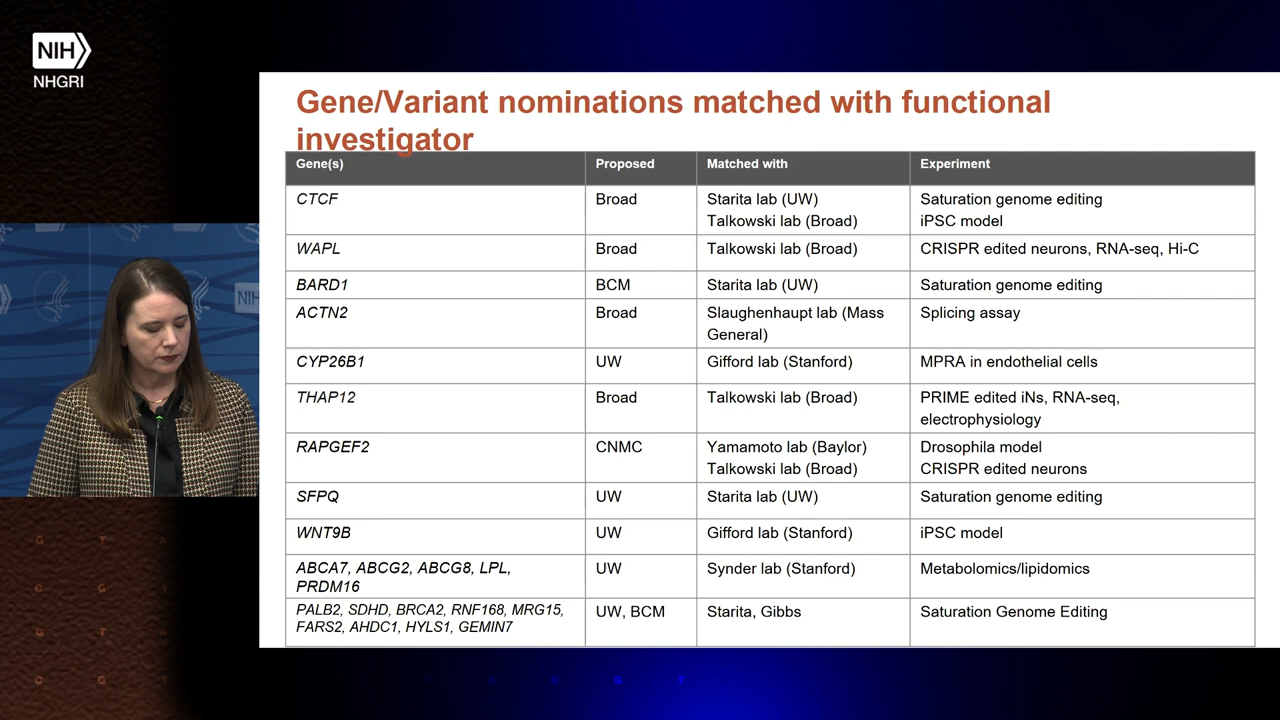 NIH
NHGRI
Gene/Variant nominations matched with functional
investigator
Gene(s) Proposed Matched with Experiment
CTCF Broad Starita lab (UW) Saturation genome editing
Talkowski lab (Broad) iPSC model
WAPL Broad Talkowski lab (Broad) CRISPR edited neurons, RNA-seq, Hi-C
BARD1 BCM Starita lab (UW) Saturation genome editing
ACTN2 Broad Slaughenhaupt lab (Mass Splicing assay
General)
CYP26B1 UW Gifford lab (Stanford) MPRA in endothelial cells
THAP12 Broad Talkowski lab (Broad) PRIME edited iNs, RNA-seq,
electrophysiology
RAPGEF2 CNMC Yamamoto lab (Baylor) Drosophila model
Talkowski lab (Broad) CRISPR edited neurons
SFPQ UW Starita lab (UW) Saturation genome editing
WNT9B UW Gifford lab (Stanford) iPSC model
ABCA7, ABCG2, ABCG8, LPL, UW Synder lab (Stanford) Metabolomics/lipidomics
PRDM16
PALB2, SDHD, BRCA2, RNF168, MRG15, UW, BCM Starita, Gibbs Saturation Genome Editing
FARS2, AHDC1, HYLS1, GEMIN7
NIH